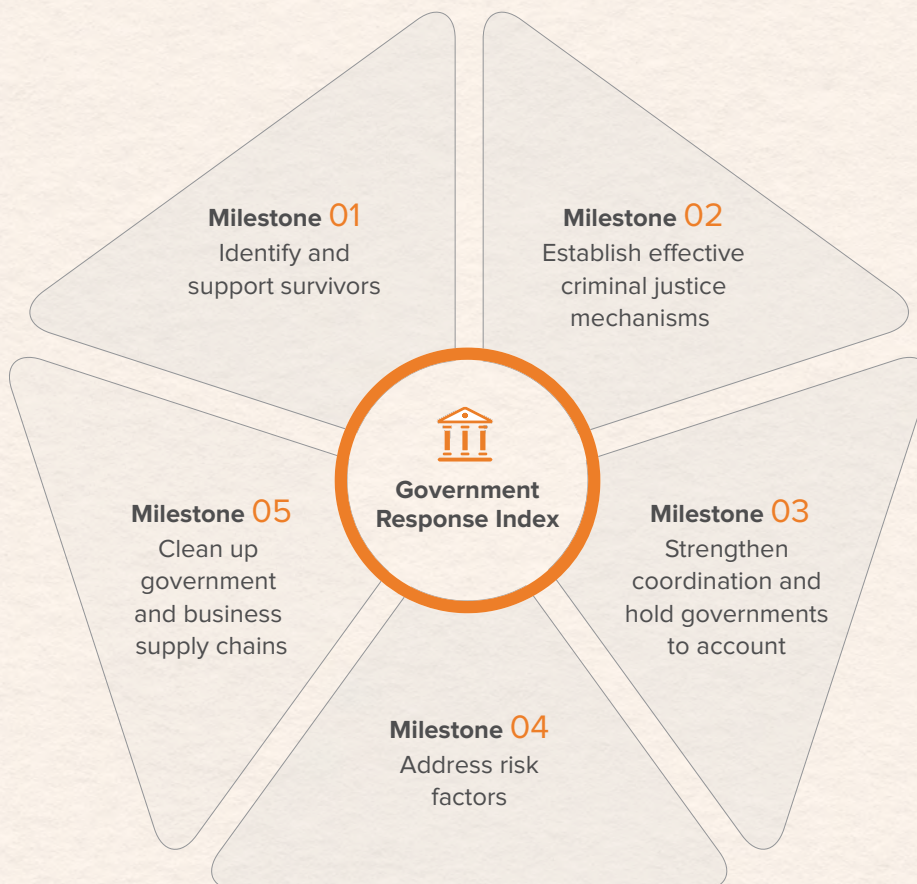 Milestone 01
Identify and
support survivors
Milestone 02
Establish effective
criminal justice
mechanisms
Government
Response Index
Milestone 03
Strengthen
coordination and
hold governments
to account
Milestone 04
Address risk
factors
Milestone 05
Clean up
government
and business
supply chains